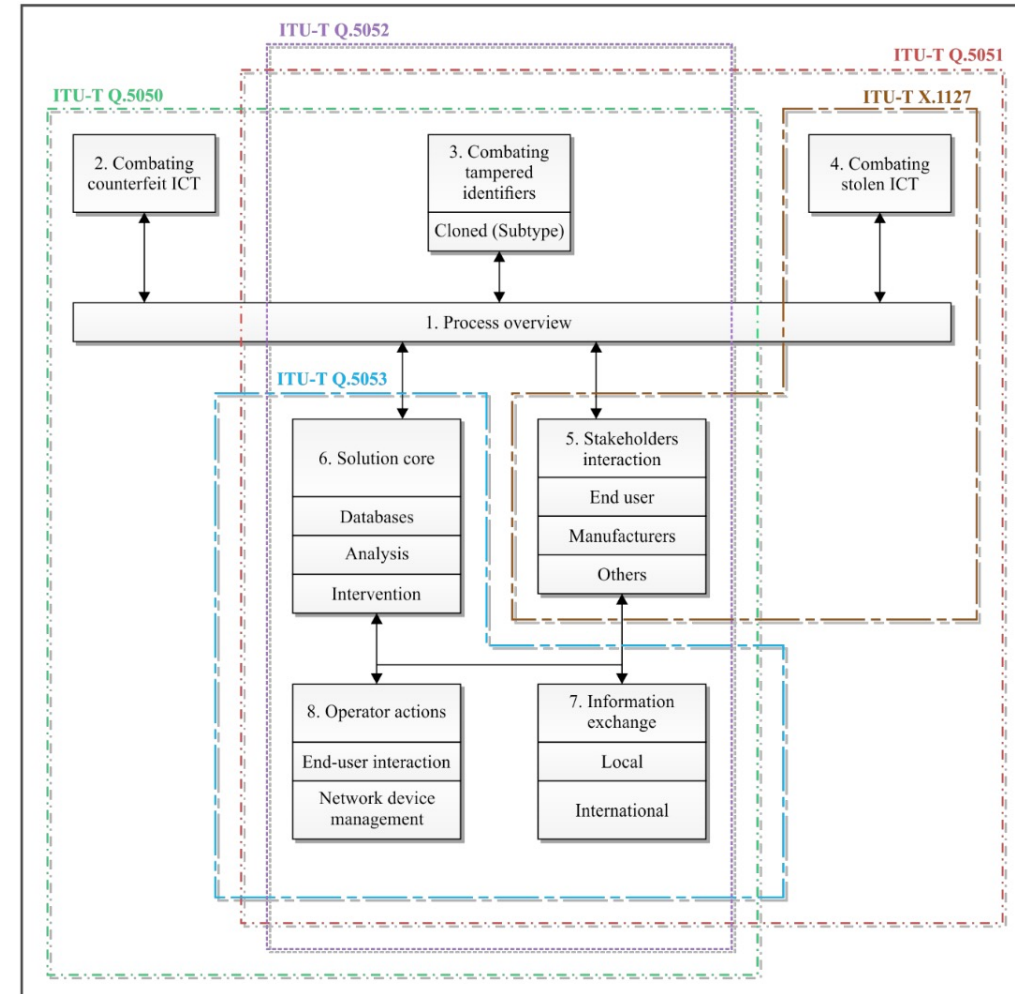 ITU-T Q.5052
ITU-T Q.5051
ITU-T Q.5050
ITU-T X.1127
2. Combating
counterfeit ICT
3. Combating
tampered
identifiers
Cloned (Subtype)
4. Combating
stolen ICT
1. Process overview
ITU-T Q.5053
6. Solution core
Databases
Analysis
Intervention
5. Stakeholders
interaction
End user
Manufacturers
Others
8. Operator actions
End-user interaction
Network device
management
7. Information
exchange
Local
International